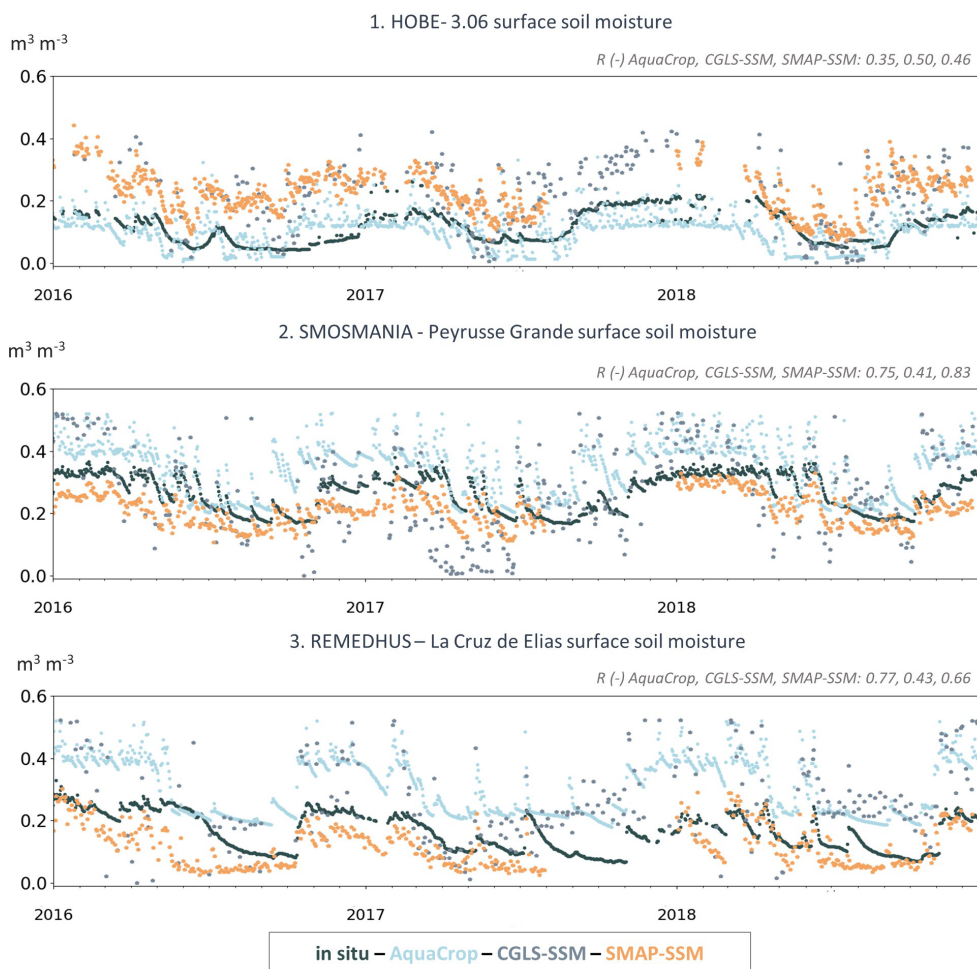 1. HOBE- 3.06 surface soil moisture
m³ m⁻³
R (-) AquaCrop, CGLS-SSM, SMAP-SSM: 0.35, 0.50, 0.46
0.6
0.4
0.2
0.0
2016 2017 2018
2. SMOSMANIA - Peyrusse Grande surface soil moisture
m³ m⁻³
R (-) AquaCrop, CGLS-SSM, SMAP-SSM: 0.75, 0.41, 0.83
0.6
0.4
0.2
0.0
2016 2017 2018
3. REMEDHUS – La Cruz de Elias surface soil moisture
m³ m⁻³
R (-) AquaCrop, CGLS-SSM, SMAP-SSM: 0.77, 0.43, 0.66
0.6
0.4
0.2
0.0
2016 2017 2018
in situ – AquaCrop – CGLS-SSM – SMAP-SSM